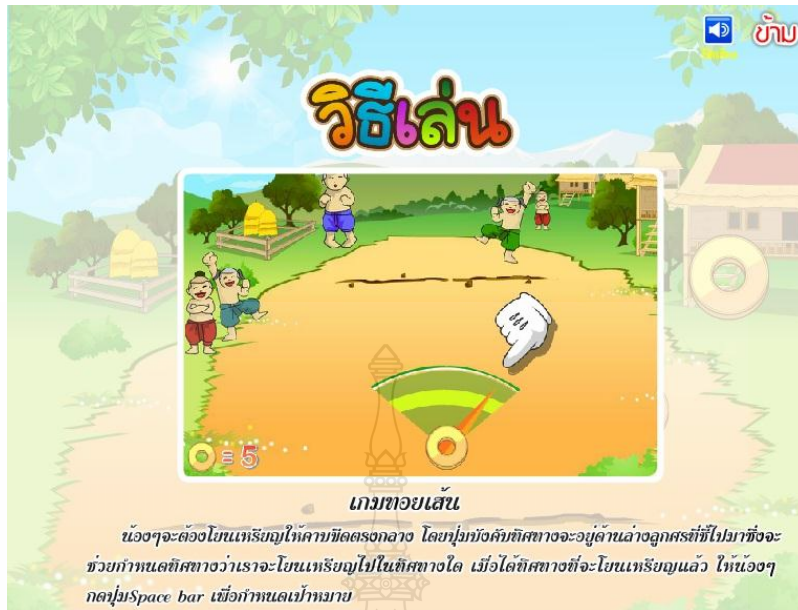 ข้าม
วิธีเล่น
= 5
เกมทอยเส้น
น้องๆจะต้องโยนเหรียญให้คาบขีดตรงกลาง โดยปุ่มบังคับทิศทางจะอยู่ด้านล่างลูกศรที่ชี้ไปมาซึ่งจะ
ช่วยกำหนดทิศทางว่าเราจะโยนเหรียญไปในทิศทางใด เมื่อได้ทิศทางที่จะโยนเหรียญแล้ว ให้น้องๆ
กดปุ่มSpace bar เพื่อกำหนดเป้าหมาย